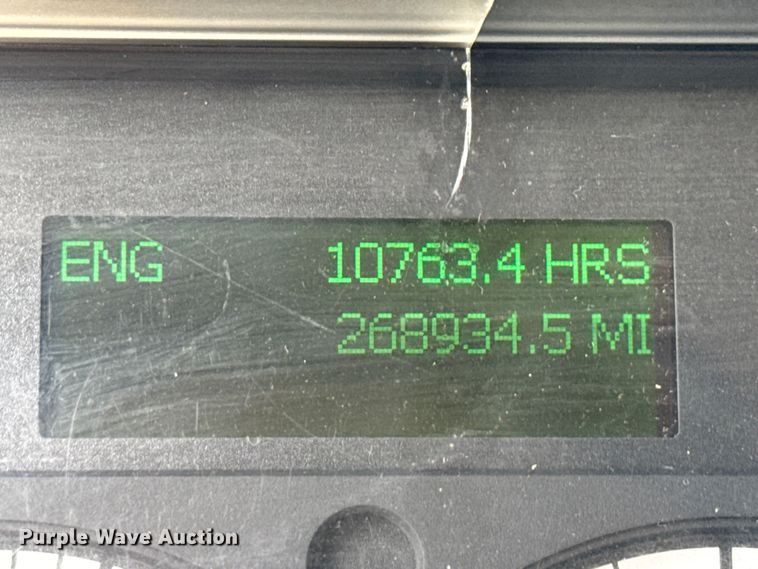 ENG 10763.4 HRS
268934.5 MI
Purple Wave Auction